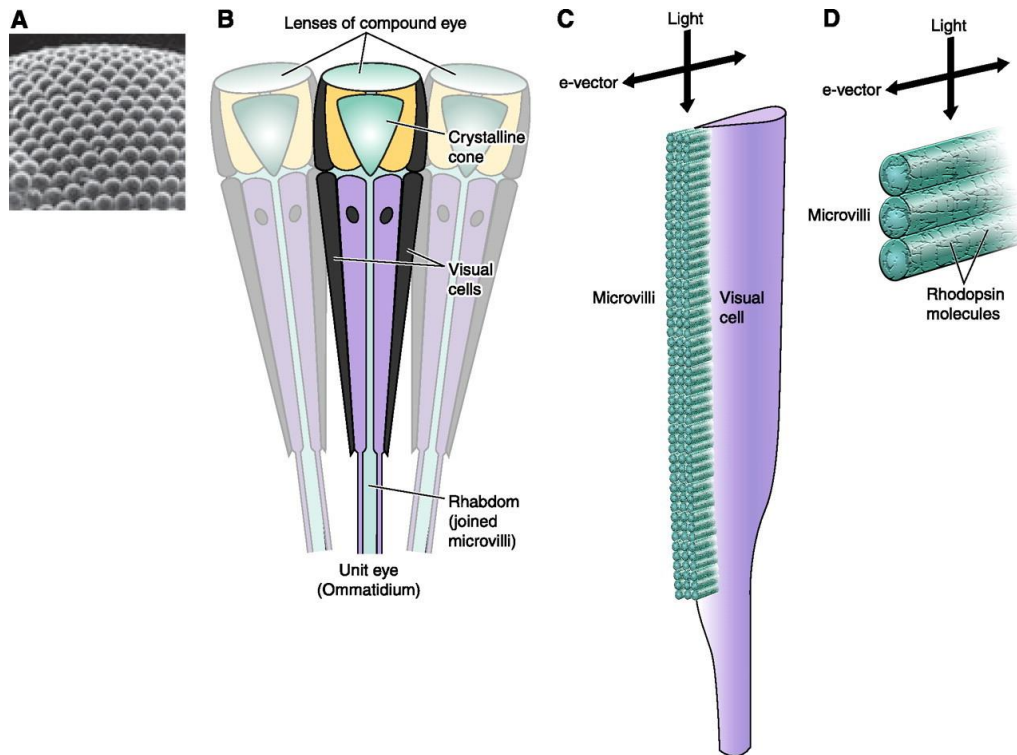 A
B
Lenses of compound eye
Crystalline
cone
Visual
cells
Rhabdom
(joined
microvilli)
Unit eye
(Ommatidium)
C
Light
e-vector
Microvilli
Visual
cell
D
Light
e-vector
Microvilli
Rhodopsin
molecules